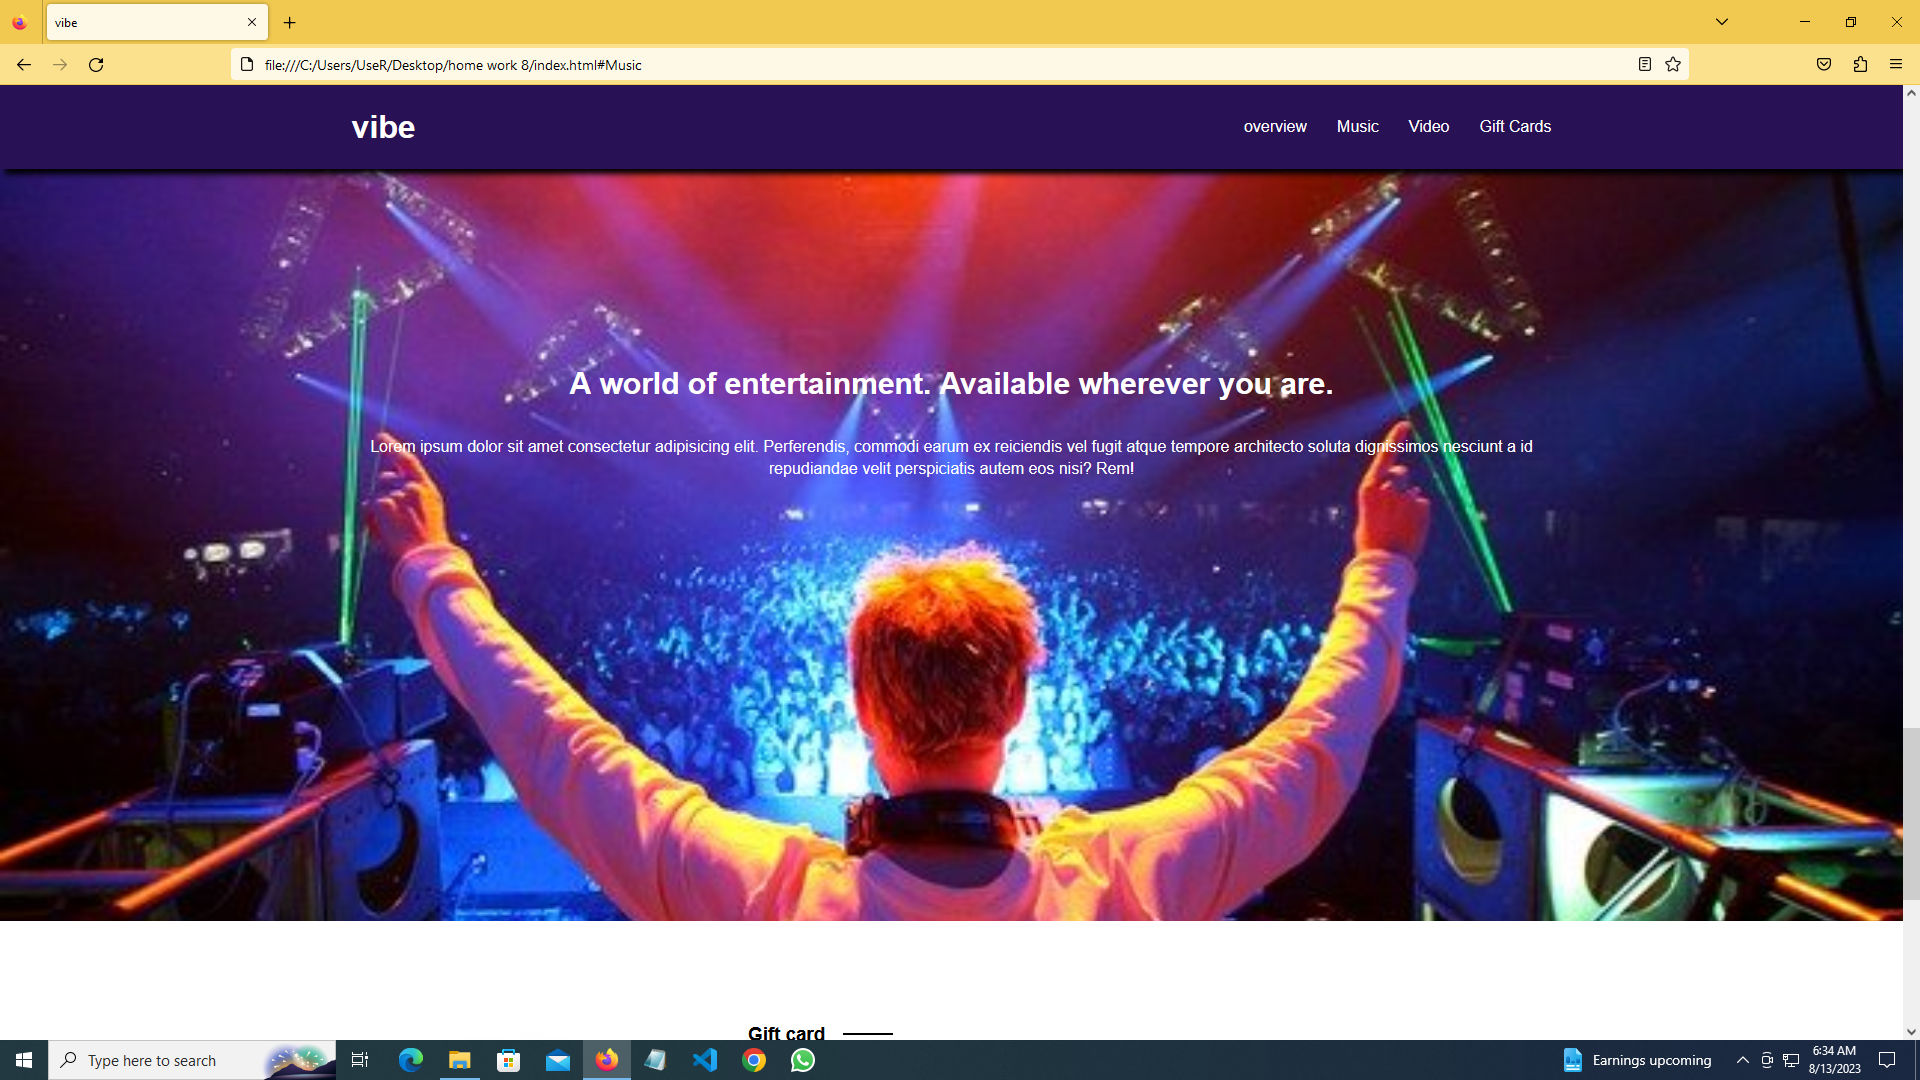 vibe
file:///C:/Users/UseR/Desktop/home work 8/index.html#Music
vibe
overview Music Video Gift Cards
A world of entertainment. Available wherever you are.
Lorem ipsum dolor sit amet consectetur adipisicing elit. Perferendis, commodi earum ex reiciendis vel fugit atque tempore architecto soluta dignissimos nesciunt a id
repudiandae velit perspiciatis autem eos nisi? Rem!
Gift card
Type here to search
Earnings upcoming
6:34 AM
8/13/2023